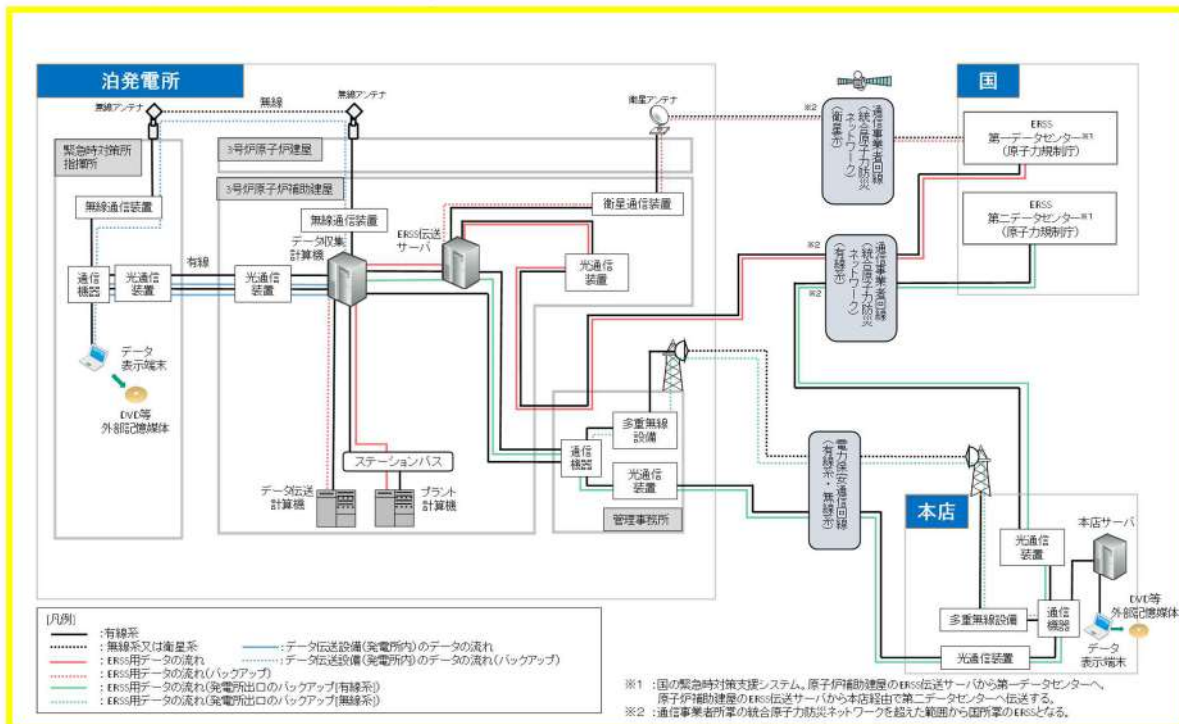 泊発電所
国
無線アンテナ
無線
無線アンテナ
衛星アンテナ
※2
通信事業者回線
(統合原子力防災
ネットワーク)
(衛星系)
ERSS
第一データセンター※1
(原子力規制庁)
緊急時対策所
指揮所
3号炉原子炉建屋
3号炉原子炉補助建屋
無線通信装置
無線通信装置
衛星通信装置
ERSS
第二データセンター※1
(原子力規制庁)
データ収集
計算機
ERSS伝送
サーバ
有線
通信
機器
光通信
装置
光通信
装置
光通信
装置
※2
※2
通信事業者回線
(統合原子力防災
ネットワーク)
(有線系)
データ
表示端末
DVD等
外部記憶媒体
多重無線
設備
通信
機器
光通信
装置
管理事務所
電力保安通信回線
(有線系・無線系)
ステーションバス
データ伝送
計算機
プラント
計算機
本店
本店サーバ
光通信
装置
多重無線設備
通信
機器
DVD等
外部記憶媒体
データ
表示端末
光通信装置
[凡例]
:有線系
:無線系又は衛星系
:ERSS用データの流れ
:ERSS用データの流れ(バックアップ)
:ERSS用データの流れ(発電所出口のバックアップ[有線系])
:ERSS用データの流れ(発電所出口のバックアップ[無線系])
:データ伝送設備(発電所内)のデータの流れ
:データ伝送設備(発電所内)のデータの流れ(バックアップ)
※1 :国の緊急時対策支援システム。原子炉補助建屋のERSS伝送サーバから第一データセンターへ、
原子炉補助建屋のERSS伝送サーバから本店経由で第二データセンターへ伝送する。
※2 :通信事業者所掌の統合原子力防災ネットワークを超えた範囲から国所掌のERSSとなる。